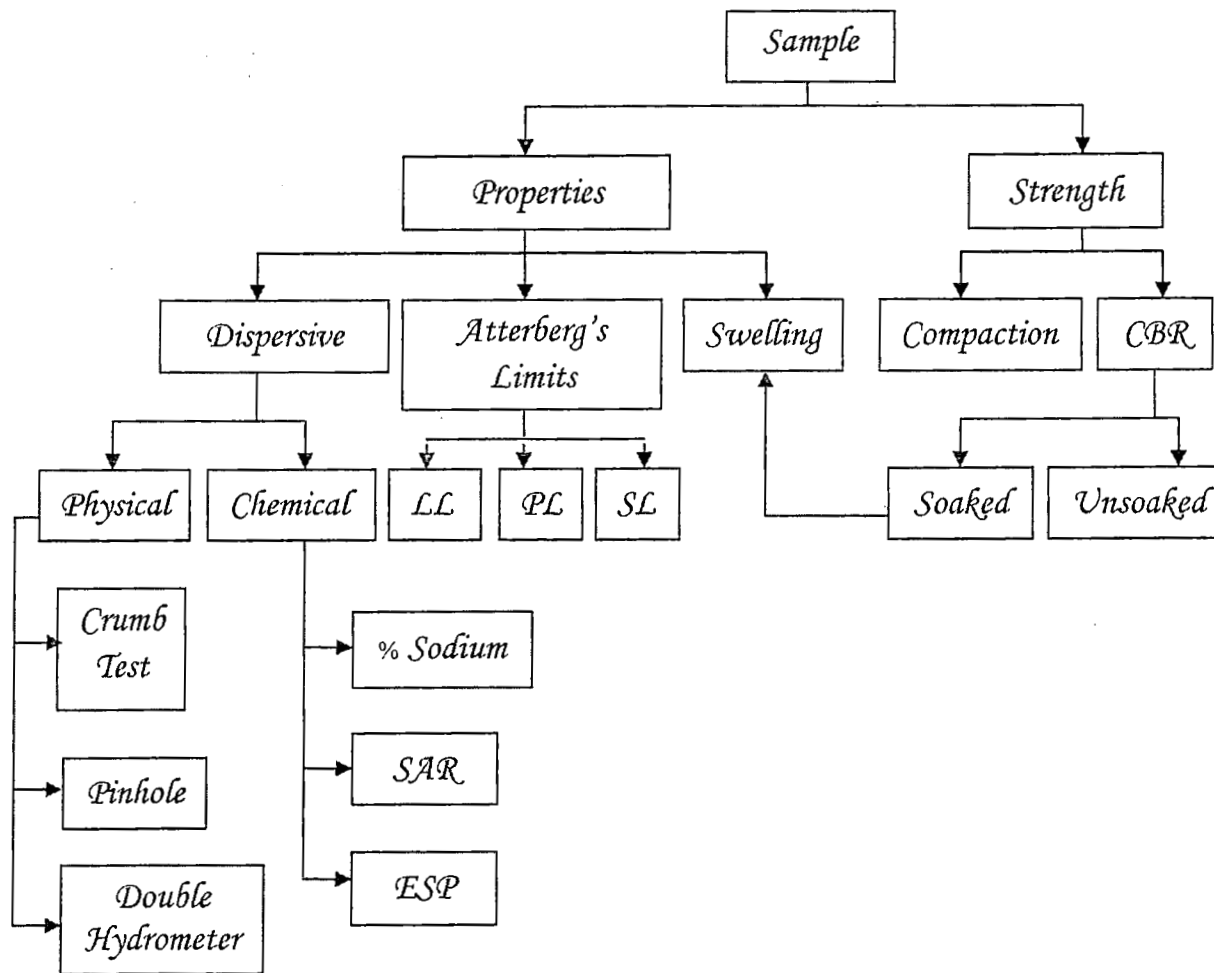 Sample
Properties
Strength
Dispersive
Atterberg's
Limits
Swelling
Compaction
CBR
Physical
Chemical
LL
PL
SL
Soaked
Unsoaked
Crumb
Test
% Sodium
Pinhole
SAR
Double
Hydrometer
ESP